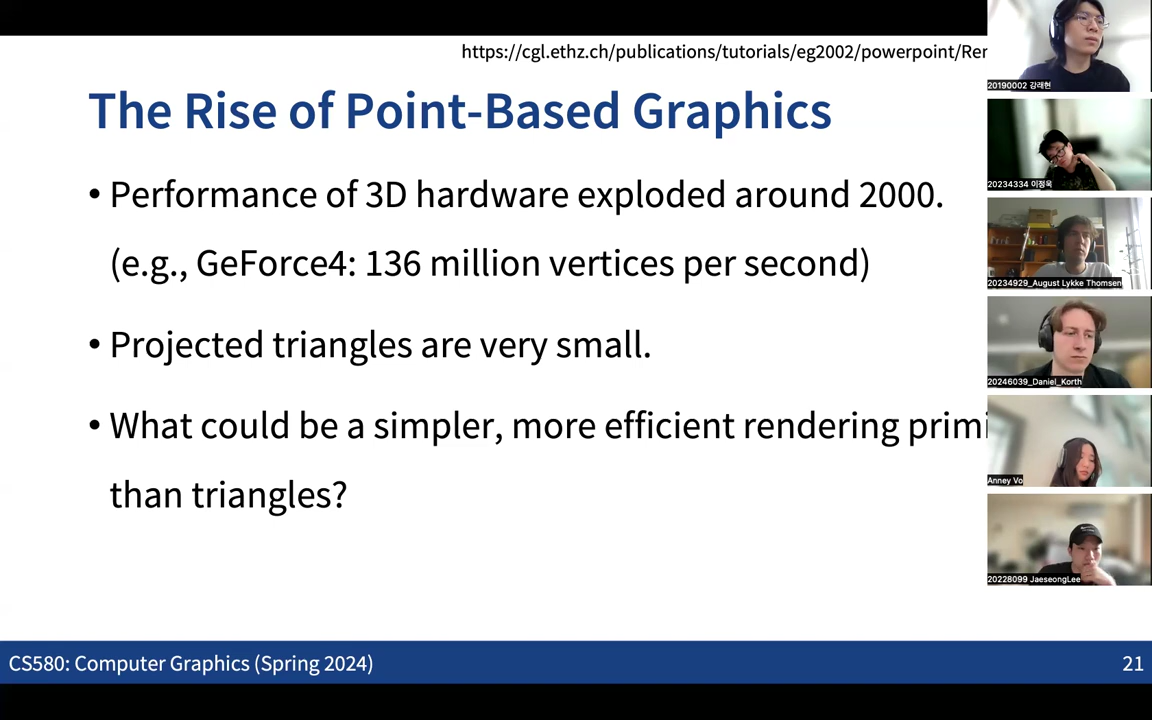 https://cgl.ethz.ch/publications/tutorials/eg2002/powerpoint/Ren
The Rise of Point-Based Graphics
• Performance of 3D hardware exploded around 2000.
(e.g., GeForce4: 136 million vertices per second)
• Projected triangles are very small.
• What could be a simpler, more efficient rendering primi
than triangles?
CS580: Computer Graphics (Spring 2024)
21
20190002 강래현
20234334 이정욱
20234929_August Lykke Thomsen
20246039_Daniel_Korth
Anney Vo
20228099 JaeseongLee